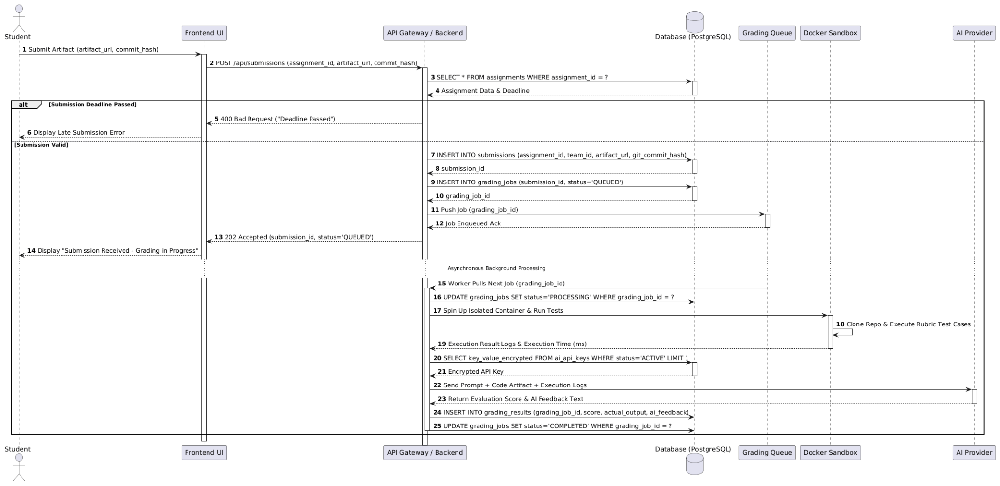 Student
Frontend UI
API Gateway / Backend
Database (PostgreSQL)
Grading Queue
Docker Sandbox
AI Provider
1 Submit Artifact (artifact_url, commit_hash)
2 POST /api/submissions (assignment_id, artifact_url, commit_hash)
3 SELECT * FROM assignments WHERE assignment_id = ?
4 Assignment Data & Deadline
alt [Submission Deadline Passed]
5 400 Bad Request ("Deadline Passed")
6 Display Late Submission Error
[Submission Valid]
7 INSERT INTO submissions (assignment_id, team_id, artifact_url, git_commit_hash)
8 submission_id
9 INSERT INTO grading_jobs (submission_id, status='QUEUED')
10 grading_job_id
11 Push Job (grading_job_id)
12 Job Enqueued Ack
13 202 Accepted (submission_id, status='QUEUED')
14 Display "Submission Received - Grading in Progress"
Asynchronous Background Processing
15 Worker Pulls Next Job (grading_job_id)
16 UPDATE grading_jobs SET status='PROCESSING' WHERE grading_job_id = ?
17 Spin Up Isolated Container & Run Tests
18 Clone Repo & Execute Rubric Test Cases
19 Execution Result Logs & Execution Time (ms)
20 SELECT key_value_encrypted FROM ai_api_keys WHERE status='ACTIVE' LIMIT 1
21 Encrypted API Key
22 Send Prompt + Code Artifact + Execution Logs
23 Return Evaluation Score & AI Feedback Text
24 INSERT INTO grading_results (grading_job_id, score, actual_output, ai_feedback)
25 UPDATE grading_jobs SET status='COMPLETED' WHERE grading_job_id = ?
Student
Frontend UI
API Gateway / Backend
Database (PostgreSQL)
Grading Queue
Docker Sandbox
AI Provider